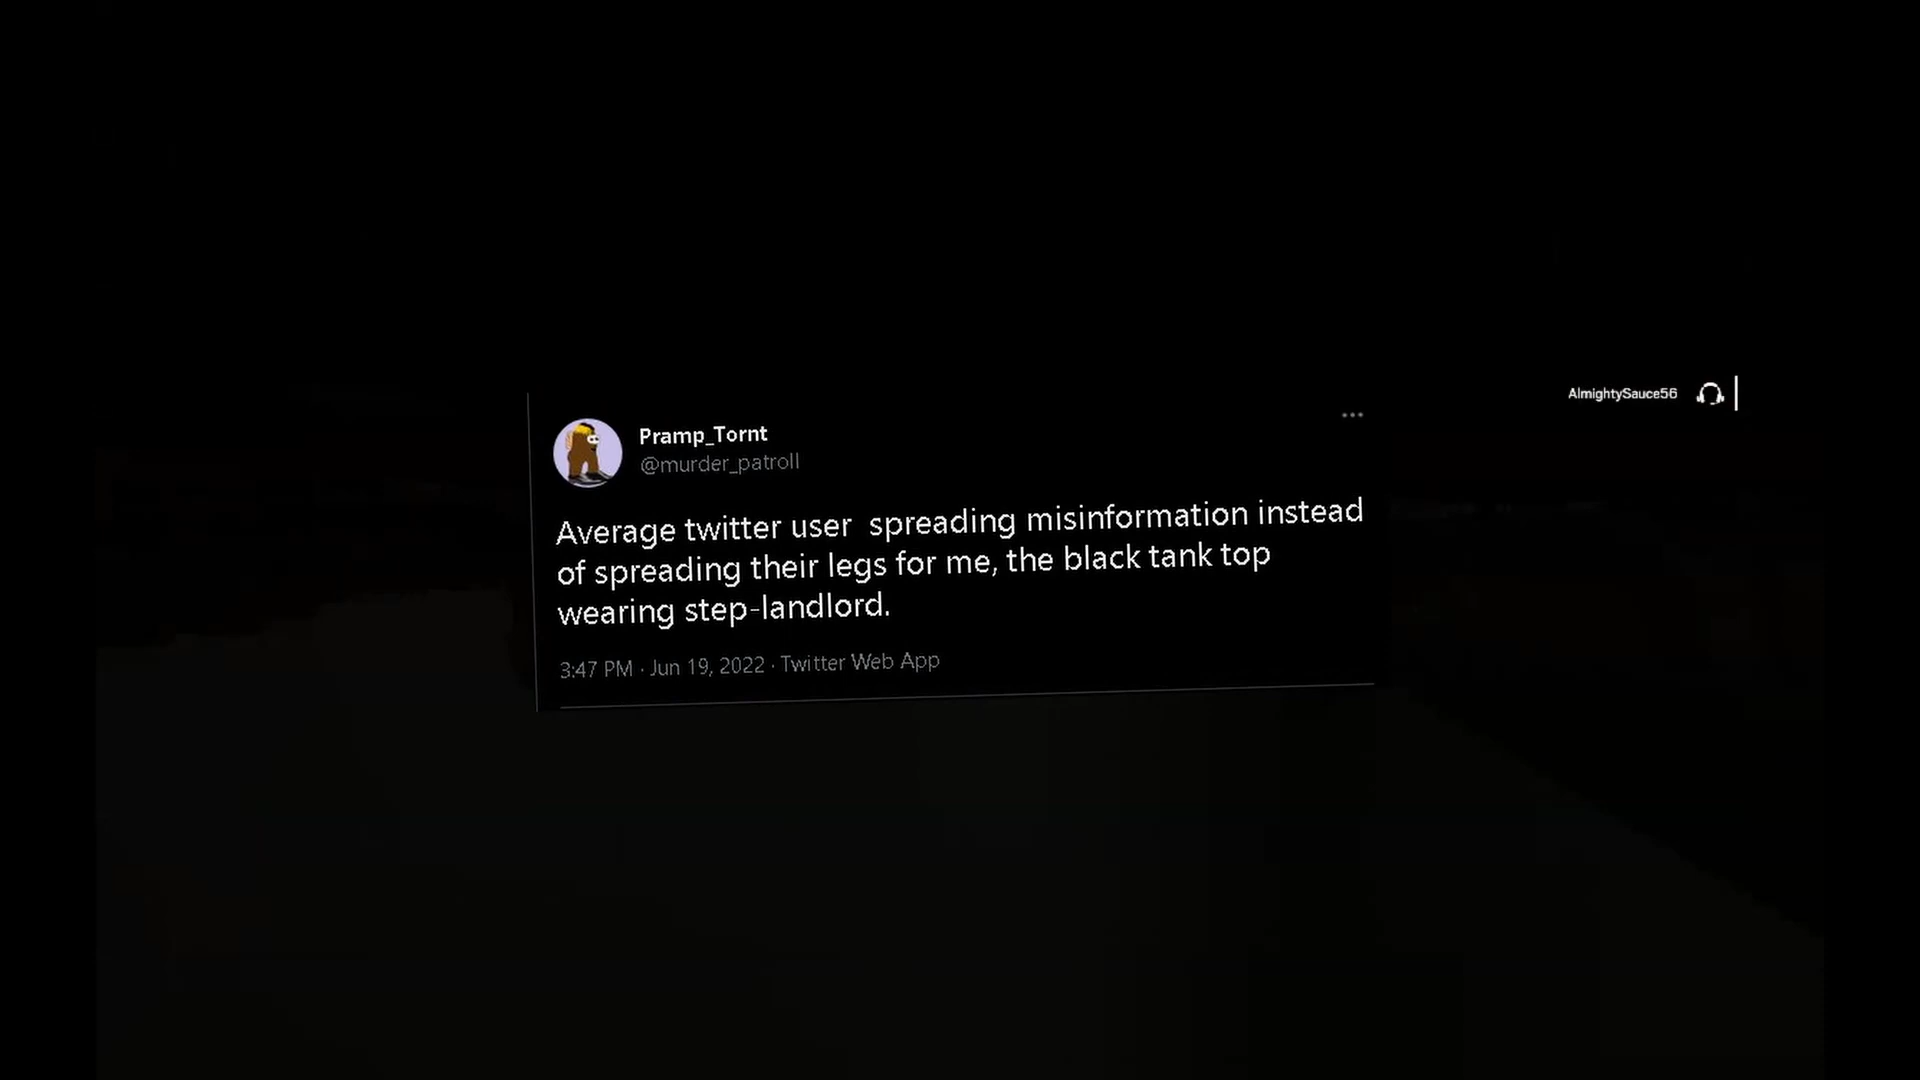 Pramp_Tornt
@murder_patroll
Average twitter user  spreading misinformation instead
of spreading their legs for me, the black tank top
wearing step-landlord.
3:47 PM · Jun 19, 2022 · Twitter Web App
AlmightySauce56